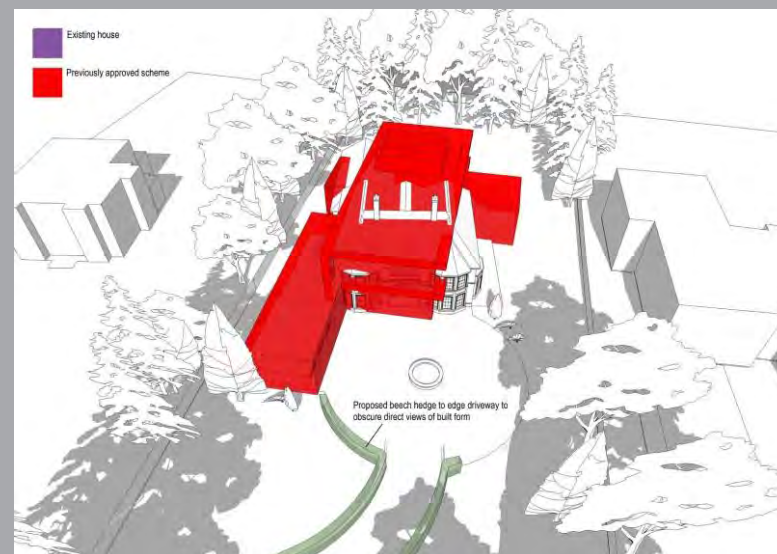 Existing house
Previously approved scheme
Proposed beech hedge to edge driveway to
obscure direct views of built form